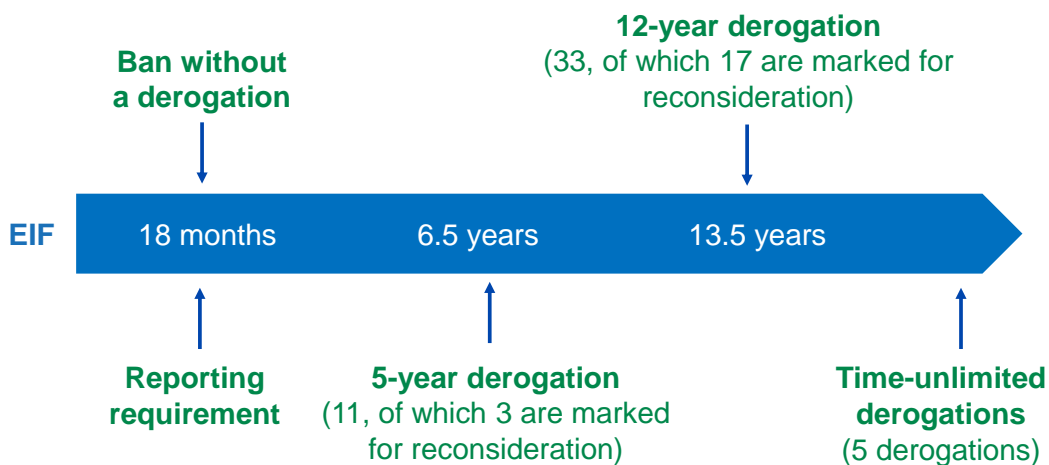 12-year derogation
(33, of which 17 are marked for
reconsideration)
Ban without
a derogation
EIF
18 months
6.5 years
13.5 years
Reporting
requirement
5-year derogation
(11, of which 3 are marked
for reconsideration)
Time-unlimited
derogations
(5 derogations)